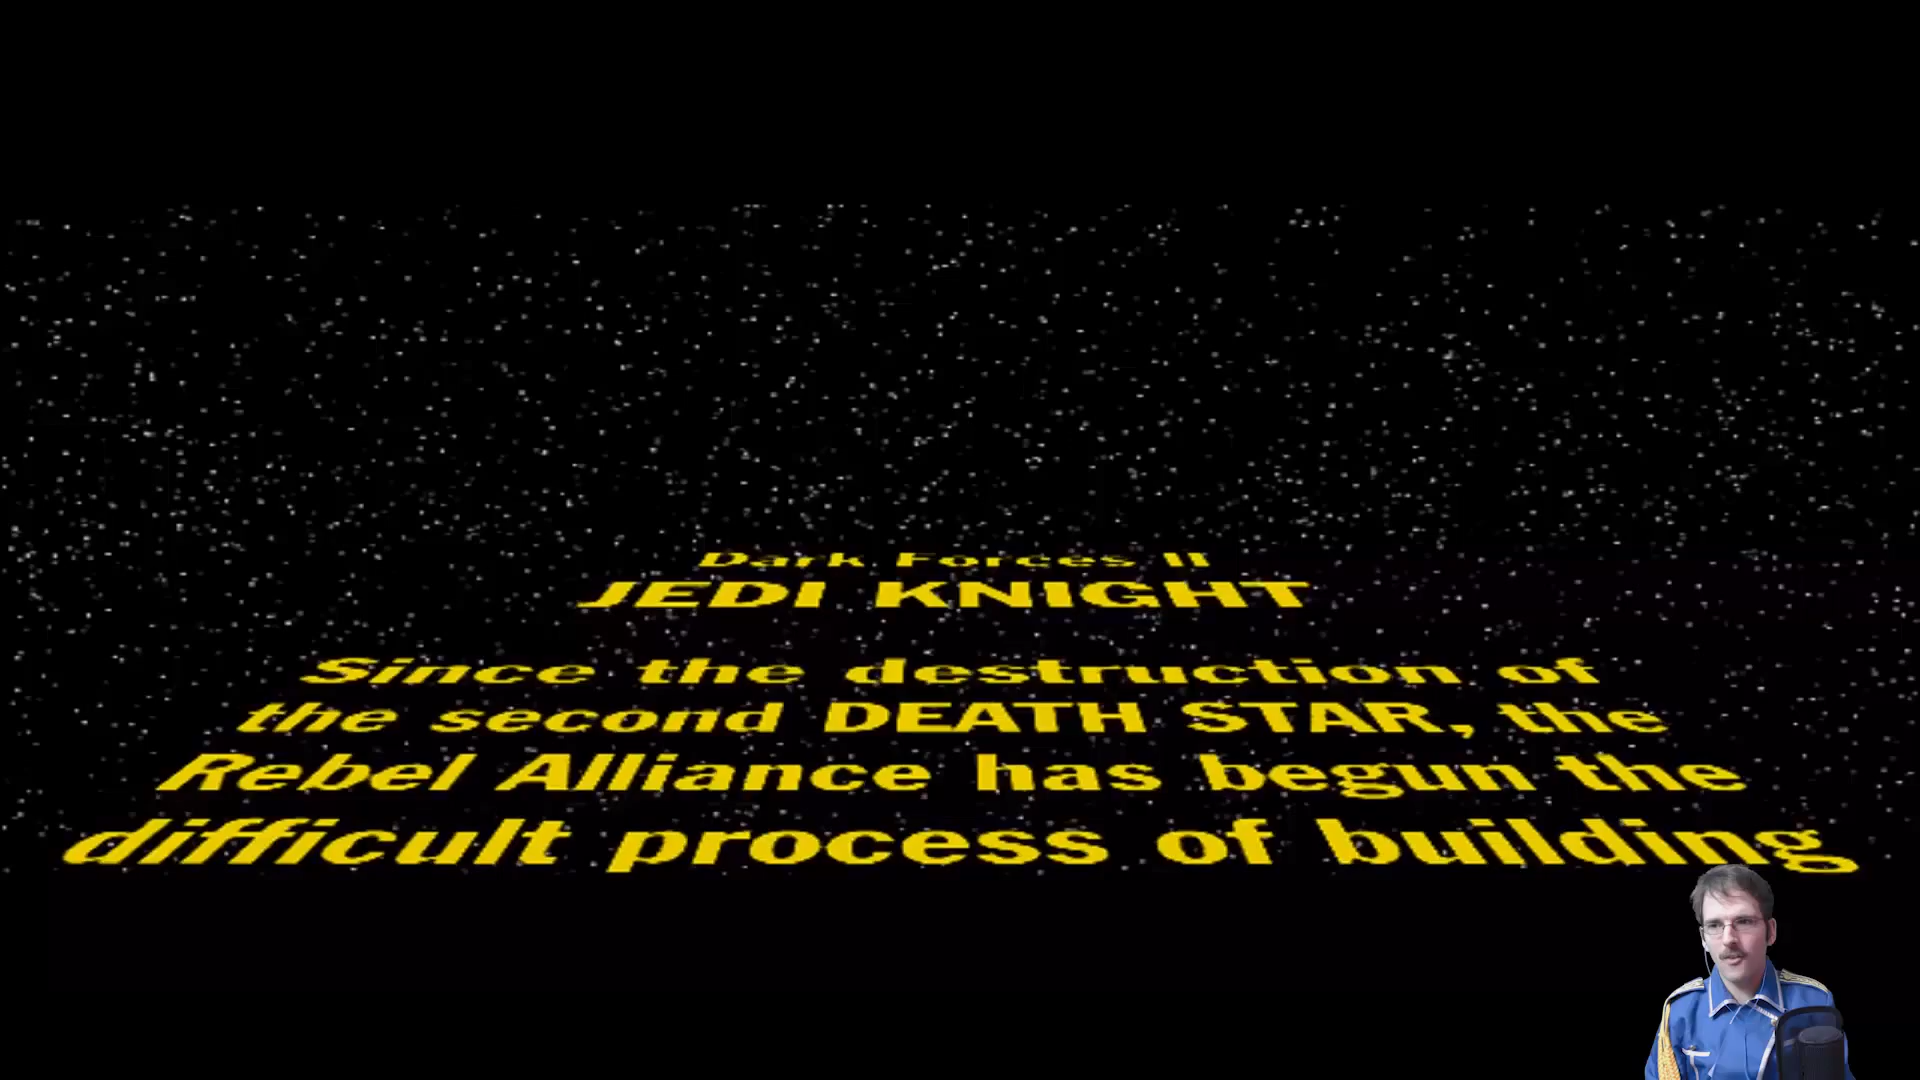 Dark Forces II
JEDI KNIGHT
Since the destruction of
the second DEATH STAR, the
Rebel Alliance has begun the
difficult process of building